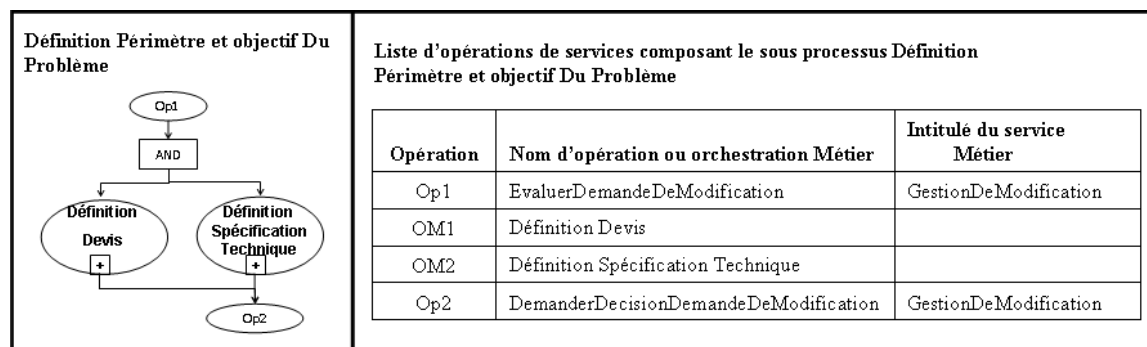 Définition Périmètre et objectif Du
Problème
Op1
AND
Définition
Devis
+
Définition
Spécification
Technique
+
Op2
Liste d'opérations de services composant le sous processus Définition
Périmètre et objectif Du Problème
Opération Nom d'opération ou orchestration Métier Intitulé du service
Métier
Op1 EvaluerDemandeDeModification GestionDeModification
OM1 Définition Devis
OM2 Définition Spécification Technique
Op2 DemanderDecisionDemandeDeModification GestionDeModification